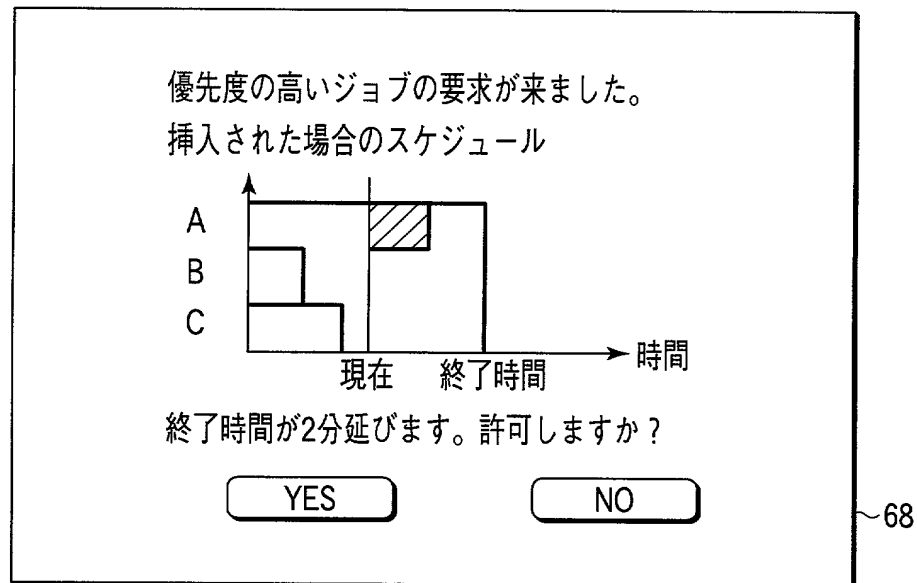 優先度の高いジョブの要求が来ました。
挿入された場合のスケジュール
A
B
C
時間
現在 終了時間
終了時間が2分延びます。許可しますか？
YES NO
68